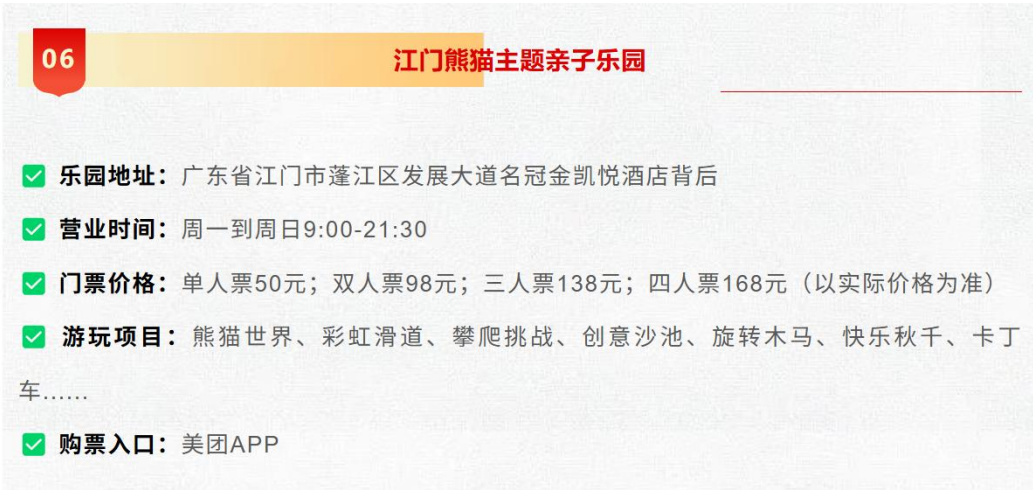 06
江门熊猫主题亲子乐园
乐园地址：广东省江门市蓬江区发展大道名冠金凯悦酒店背后
营业时间：周一到周日9:00-21:30
门票价格：单人票50元；双人票98元；三人票138元；四人票168元（以实际价格为准）
游玩项目：熊猫世界、彩虹滑道、攀爬挑战、创意沙池、旋转木马、快乐秋千、卡丁
车......
购票入口：美团APP